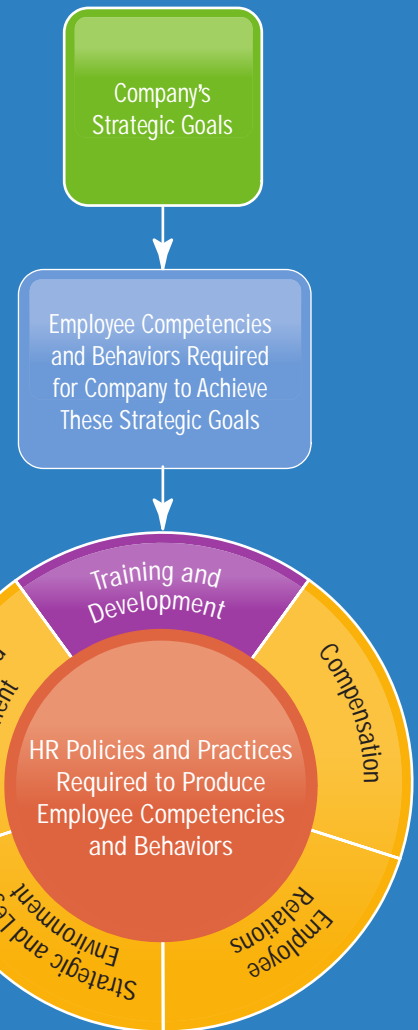 Company's
Strategic Goals
Employee Competencies
and Behaviors Required
for Company to Achieve
These Strategic Goals
Training and
Development
Compensation
HR Policies and Practices
Required to Produce
Employee Competencies
and Behaviors
Employee
Relations
Strategic and
Environment